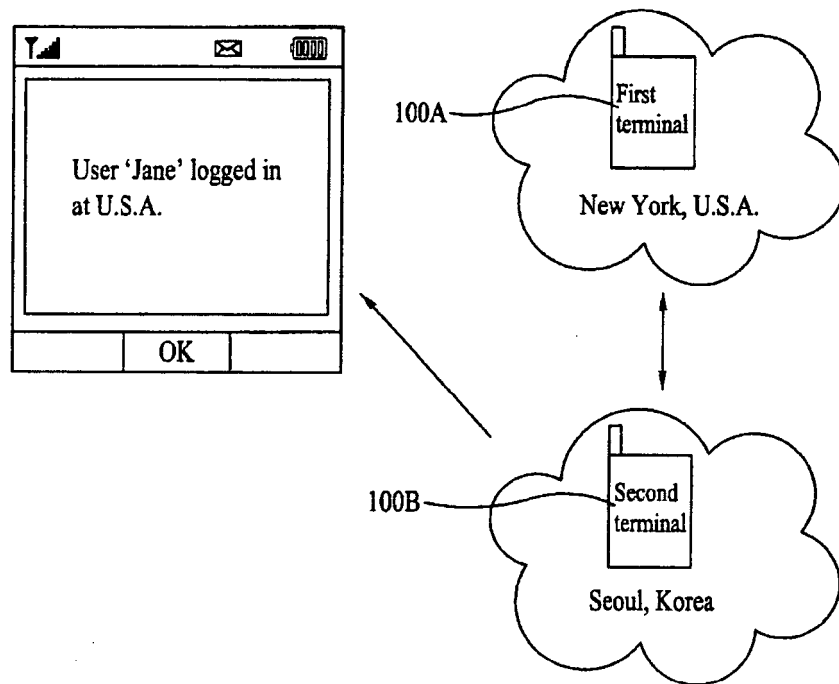 User ‘Jane’ logged in
at U.S.A.
OK
100A
First
terminal
New York, U.S.A.
100B
Second
terminal
Seoul, Korea